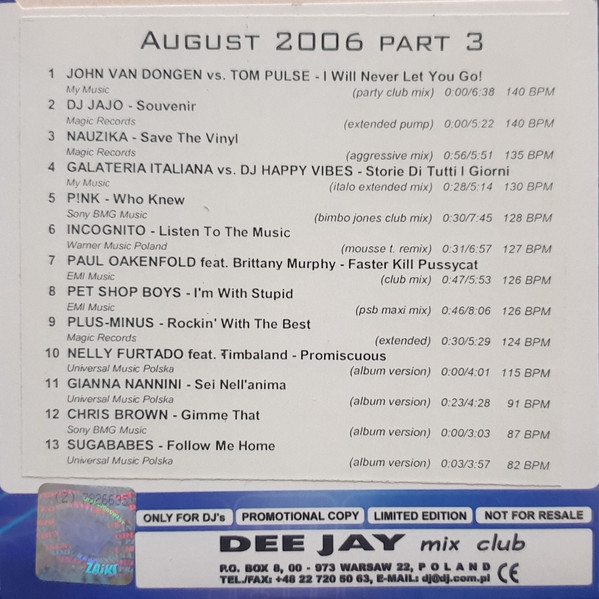 AUGUST 2006 PART 3
1 JOHN VAN DONGEN vs. TOM PULSE - I Will Never Let You Go!
My Music (party club mix) 0:00/6:38 140 BPM
2 DJ JAJO - Souvenir
Magic Records (extended pump) 0:00/5:22 140 BPM
3 NAUZIKA - Save The Vinyl
Magic Records (aggressive mix) 0:56/5:51 135 BPM
4 GALATERIA ITALIANA vs. DJ HAPPY VIBES - Storie Di Tutti I Giorni
My Music (italo extended mix) 0:28/5:14 130 BPM
5 P!NK - Who Knew
Sony BMG Music (bimbo jones club mix) 0:30/7:45 128 BPM
6 INCOGNITO - Listen To The Music
Warner Music Poland (mousse t. remix) 0:31/6:57 127 BPM
7 PAUL OAKENFOLD feat. Brittany Murphy - Faster Kill Pussycat
EMI Music (club mix) 0:47/5:53 126 BPM
8 PET SHOP BOYS - I'm With Stupid
EMI Music (psb maxi mix) 0:46/8:06 126 BPM
9 PLUS-MINUS - Rockin' With The Best
Magic Records (extended) 0:30/5:29 124 BPM
10 NELLY FURTADO feat. Timbaland - Promiscuous
Universal Music Polska (album version) 0:00/4:01 115 BPM
11 GIANNA NANNINI - Sei Nell'anima
Universal Music Polska (album version) 0:23/4:28 91 BPM
12 CHRIS BROWN - Gimme That
Sony BMG Music (album version) 0:00/3:03 87 BPM
13 SUGABABES - Follow Me Home
Universal Music Polska (album version) 0:03/3:57 82 BPM
ZAiKS
ONLY FOR DJ's PROMOTIONAL COPY LIMITED EDITION NOT FOR RESALE
DEE JAY mix club
P.O. BOX 8, 00 - 973 WARSAW 22, P O L A N D
TEL./FAX: +48 22 720 50 63, E-MAIL: dj@dj.com.pl CE